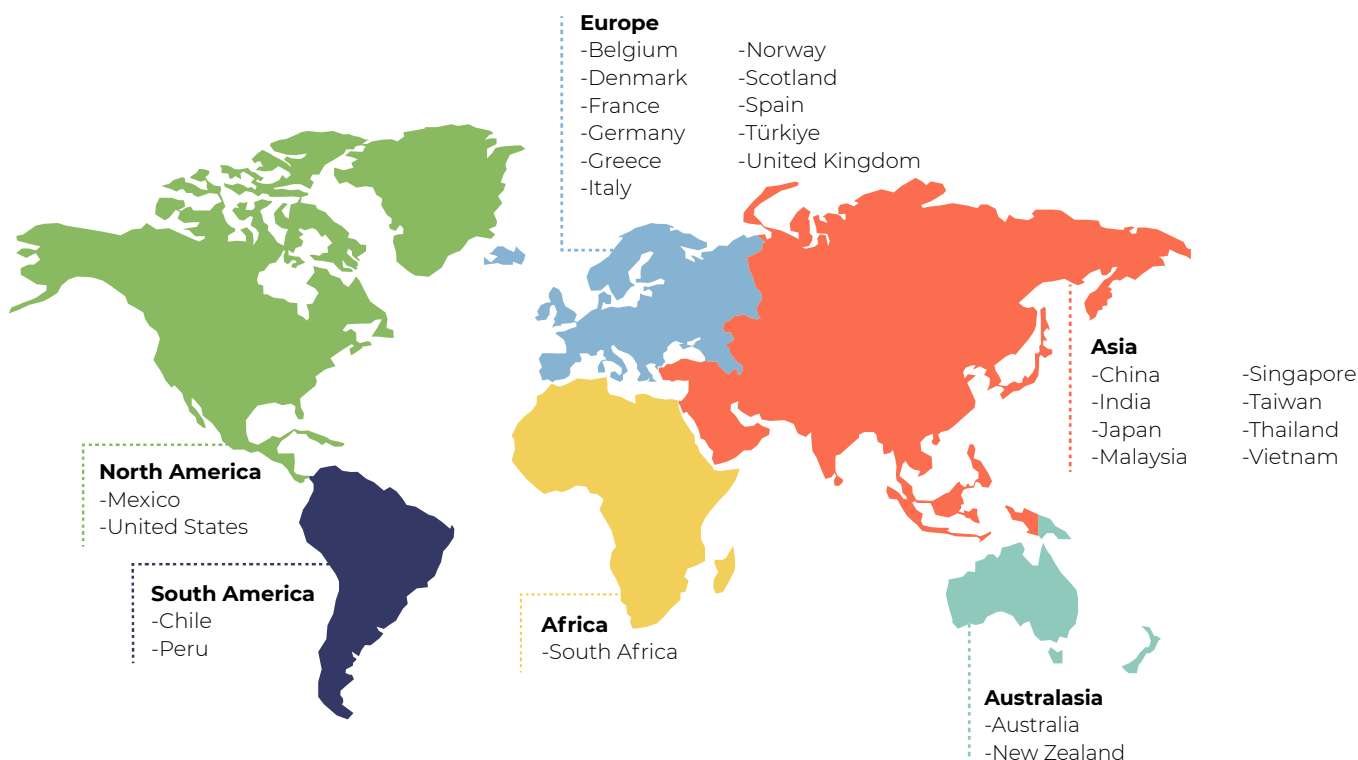 Europe
-Belgium
-Denmark
-France
-Germany
-Greece
-Italy
-Norway
-Scotland
-Spain
-Türkiye
-United Kingdom
Asia
-China
-India
-Japan
-Malaysia
-Singapore
-Taiwan
-Thailand
-Vietnam
North America
-Mexico
-United States
South America
-Chile
-Peru
Africa
-South Africa
Australasia
-Australia
-New Zealand